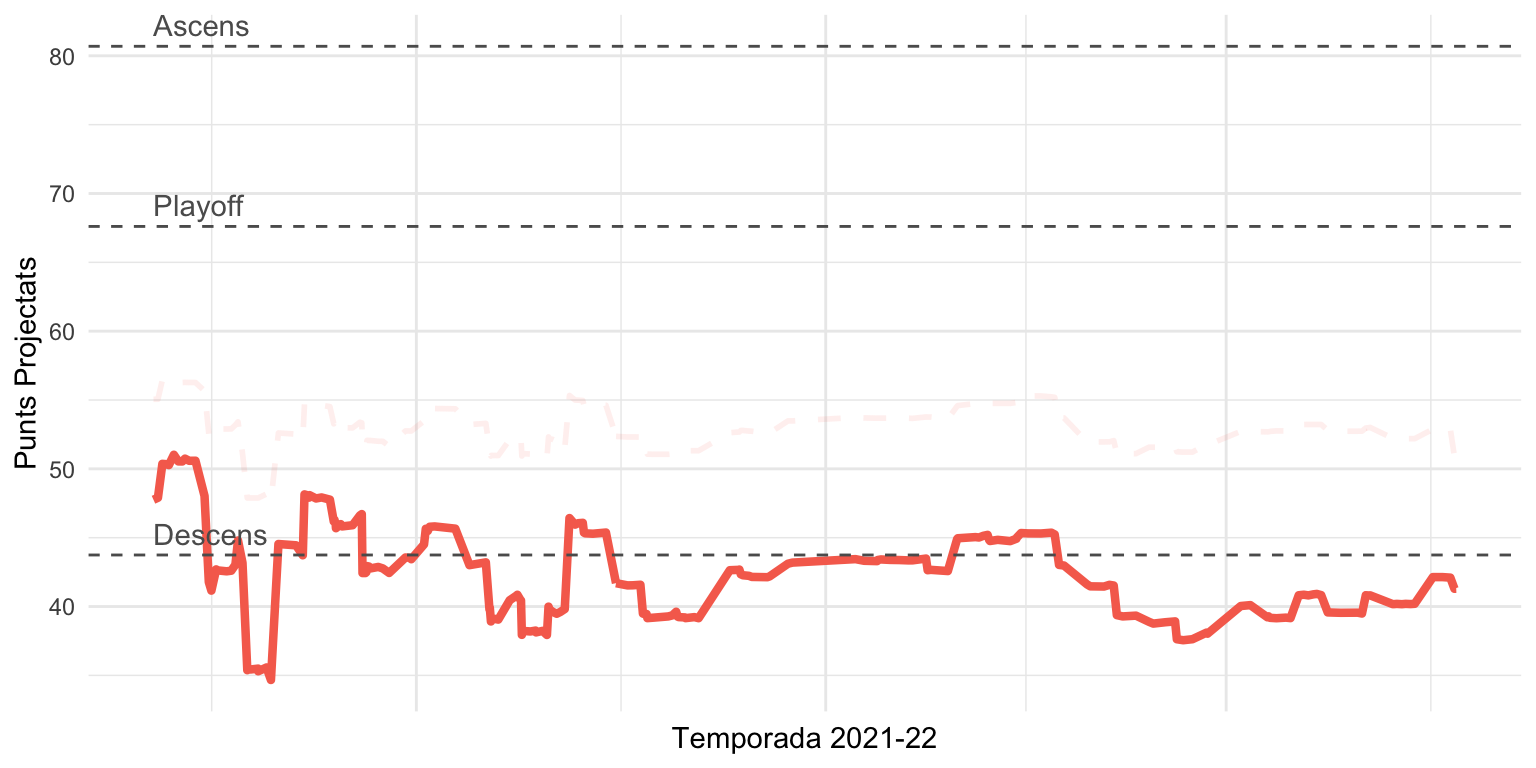 Ascens
80
70
Playoff
60
50
Descens
40
Punts Projectats
Temporada 2021-22